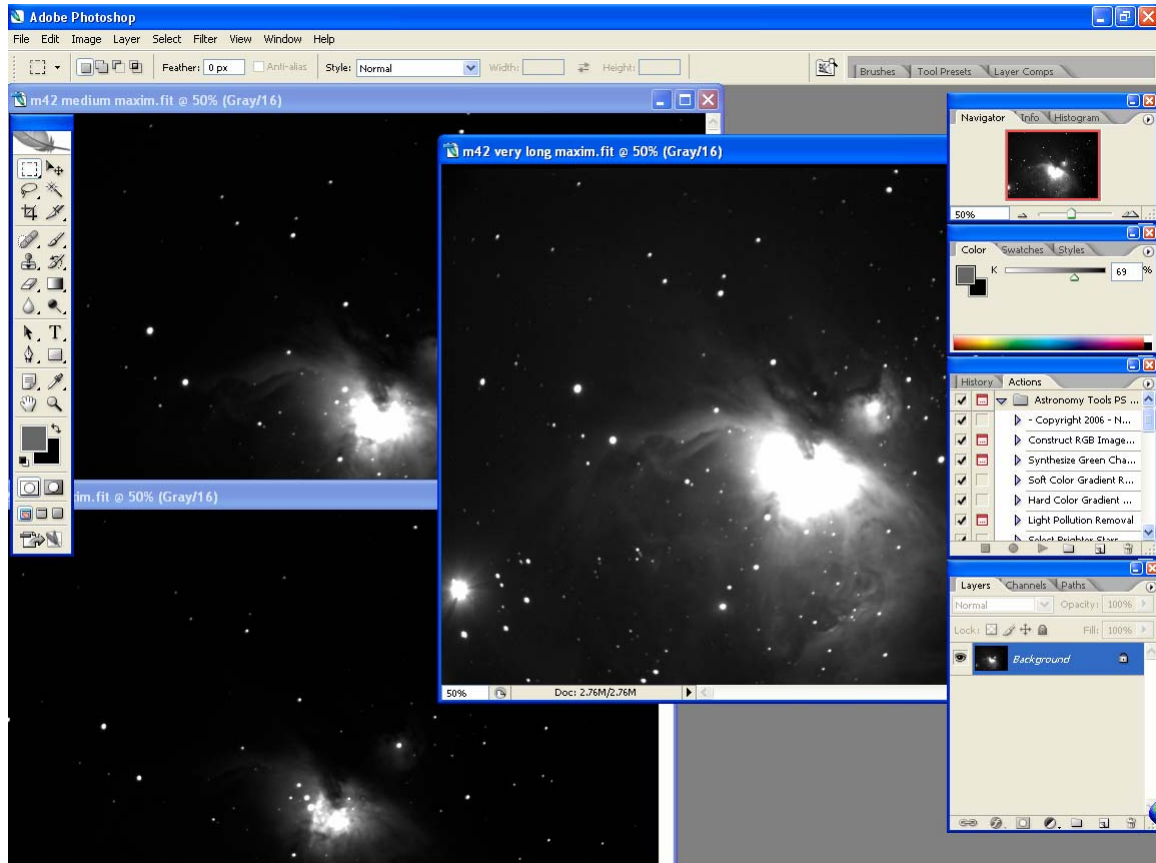 Adobe Photoshop
File Edit Image Layer Select Filter View Window Help
Feather: 0 px Anti-alias Style: Normal Width: Height: Brushes Tool Presets Layer Comps
m42 medium maxim.fit @ 50% (Gray/16)
m42 very long maxim.fit @ 50% (Gray/16)
50% Doc: 2.76M/2.76M
im.fit @ 50% (Gray/16)
Navigator Info Histogram
50%
Color Swatches Styles
K 69 %
History Actions
Astronomy Tools PS ...
- Copyright 2006 - N...
Construct RGB Image...
Synthesize Green Cha...
Soft Color Gradient R...
Hard Color Gradient ...
Light Pollution Removal
Select Brighter Stars
Layers Channels Paths
Normal Opacity: 100%
Lock: Fill: 100%
Background